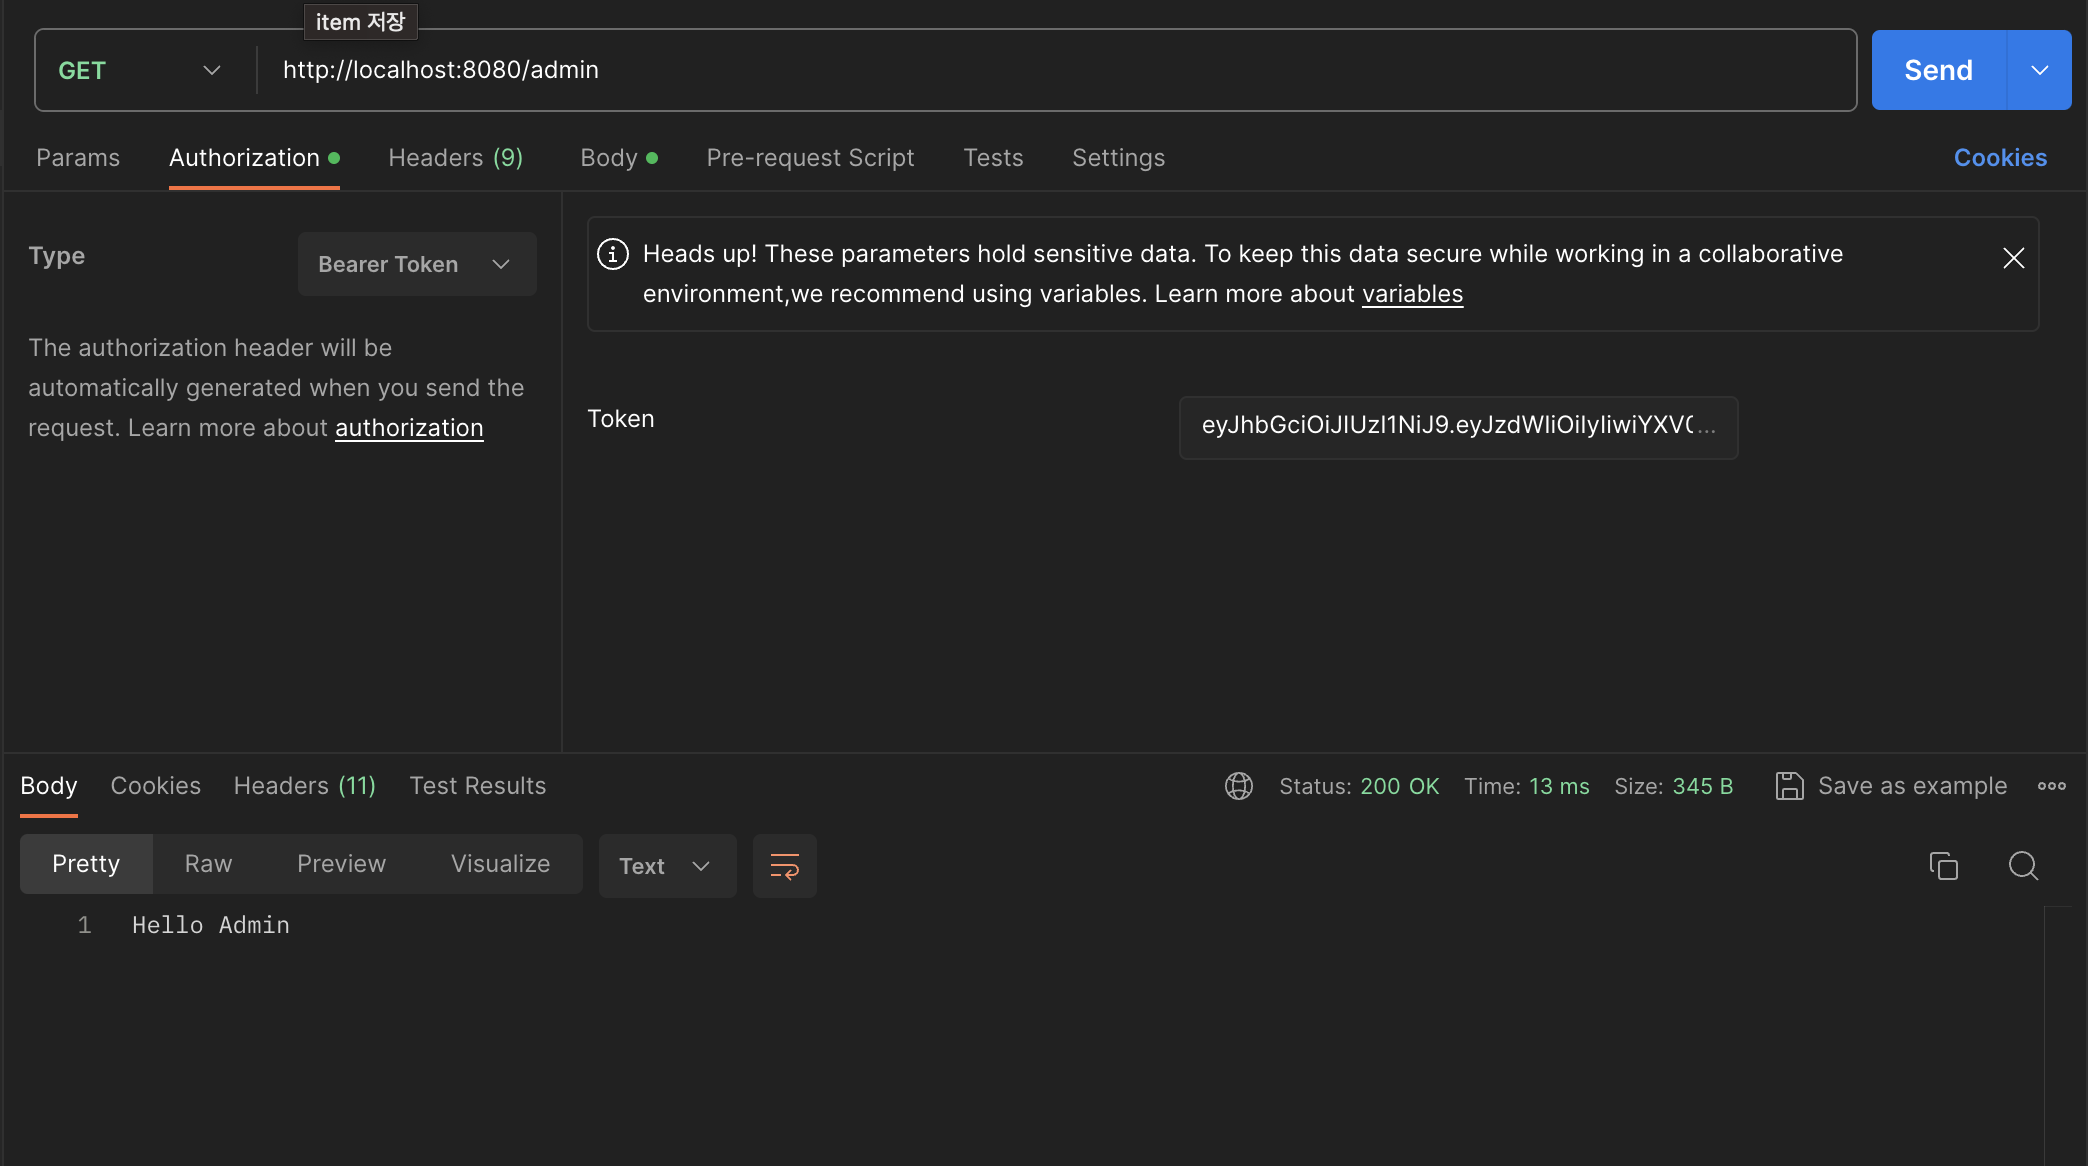 item 저장
GET
http://localhost:8080/admin
Send
Params
Authorization
Headers (9)
Body
Pre-request Script
Tests
Settings
Cookies
Type
Bearer Token
The authorization header will be
automatically generated when you send the
request. Learn more about authorization
Heads up! These parameters hold sensitive data. To keep this data secure while working in a collaborative
environment,we recommend using variables. Learn more about variables
Token
eyJhbGciOiJIUzI1NiJ9.eyJzdWIiOiIyIiwiYXV0...
Body
Cookies
Headers (11)
Test Results
Status: 200 OK
Time: 13 ms
Size: 345 B
Save as example
Pretty
Raw
Preview
Visualize
Text
1
Hello Admin